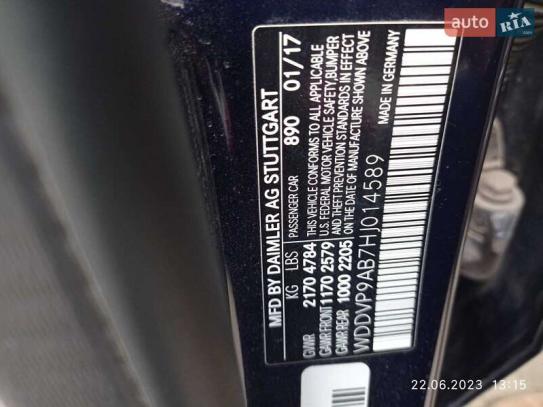 MFD BY DAIMLER AG STUTTGART
KG LBS PASSENGER CAR 890 01/17
GVWR 2170 4784 THIS VEHICLE CONFORMS TO ALL APPLICABLE
GAWR FRONT 1170 2579 U.S. FEDERAL MOTOR VEHICLE SAFETY, BUMPER
GAWR REAR 1000 2205 AND THEFT PREVENTION STANDARDS IN EFFECT
ON THE DATE OF MANUFACTURE SHOWN ABOVE
WDDVP9AB7HJ014589
MADE IN GERMANY
auto RIA .com
22.06.2023 13:15